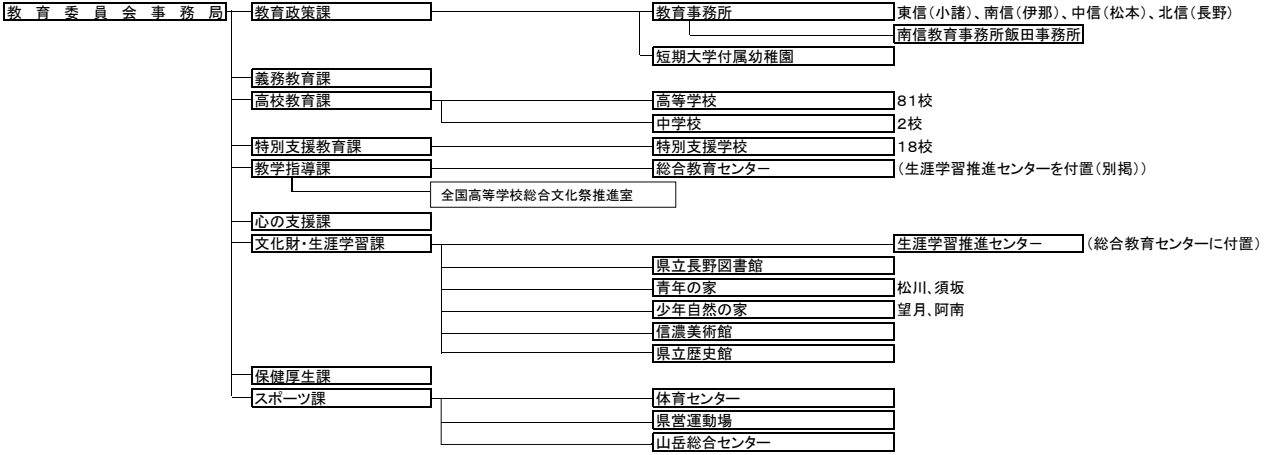 教育委員会事務局 教育政策課 教育事務所 東信(小諸)、南信(伊那)、中信(松本)、北信(長野)
南信教育事務所飯田事務所
短期大学付属幼稚園
義務教育課
高校教育課 高等学校 81校
中学校 2校
特別支援教育課 特別支援学校 18校
教学指導課 総合教育センター (生涯学習推進センターを付置(別掲))
全国高等学校総合文化祭推進室
心の支援課
文化財・生涯学習課 生涯学習推進センター (総合教育センターに付置)
県立長野図書館
青年の家 松川、須坂
少年自然の家 望月、阿南
信濃美術館
県立歴史館
保健厚生課
スポーツ課 体育センター
県営運動場
山岳総合センター